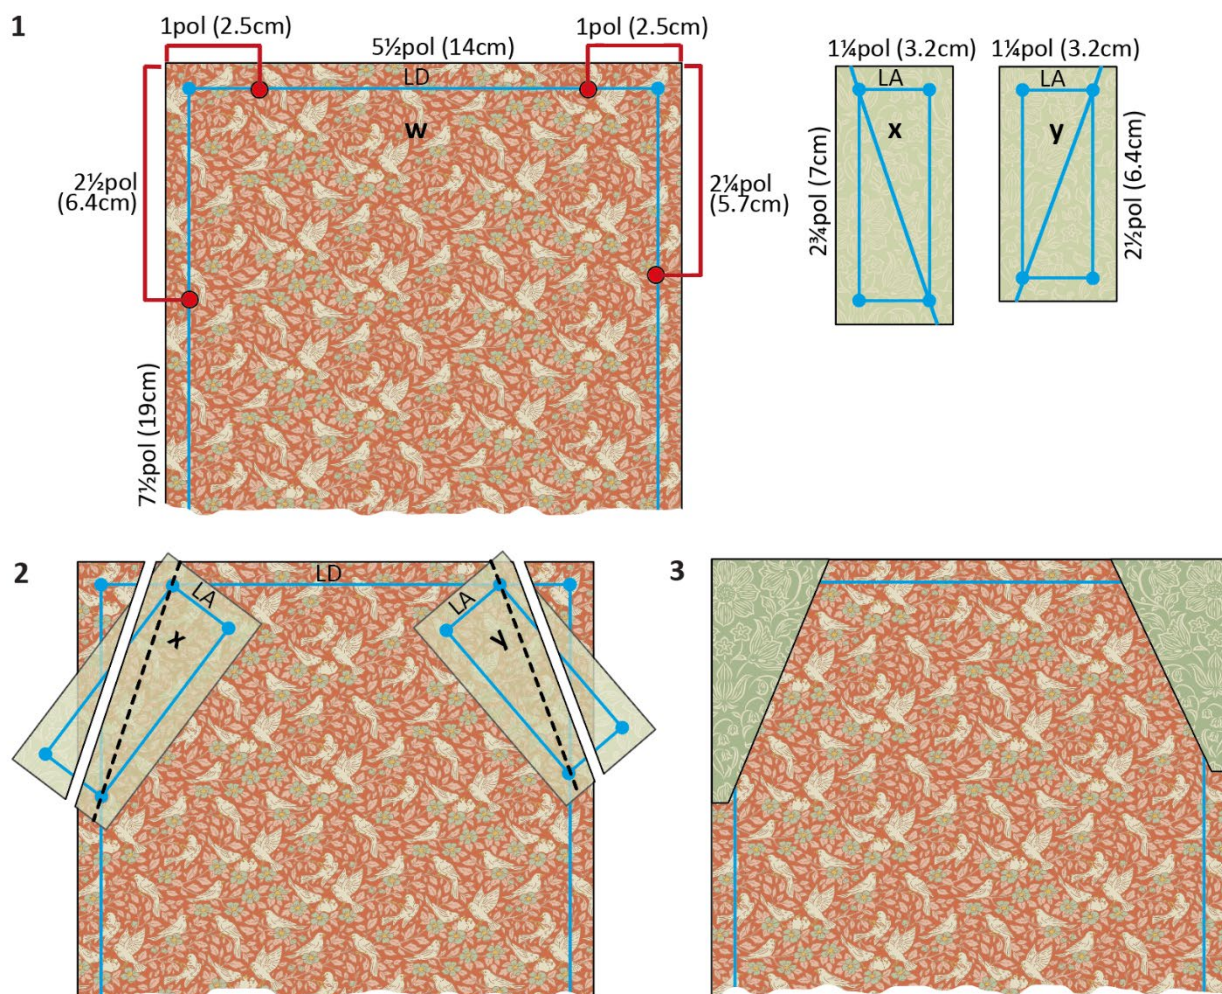 1
1pol (2.5cm)
5½pol (14cm)
1pol (2.5cm)
LD
w
2½pol
(6.4cm)
2¼pol
(5.7cm)
7½pol (19cm)
1¼pol (3.2cm)
LA
x
2¾pol (7cm)
1¼pol (3.2cm)
LA
y
2½pol (6.4cm)
2
LD
LA
x
LA
y
3